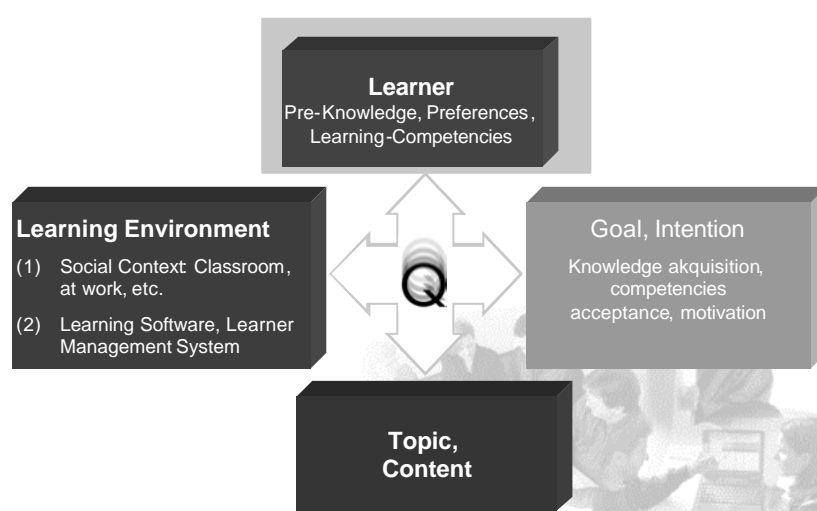 Learner
Pre-Knowledge, Preferences,
Learning-Competencies
Learning Environment
(1) Social Context: Classroom,
at work, etc.
(2) Learning Software, Learner
Management System
Q
Goal, Intention
Knowledge akquisition,
competencies
acceptance, motivation
Topic,
Content